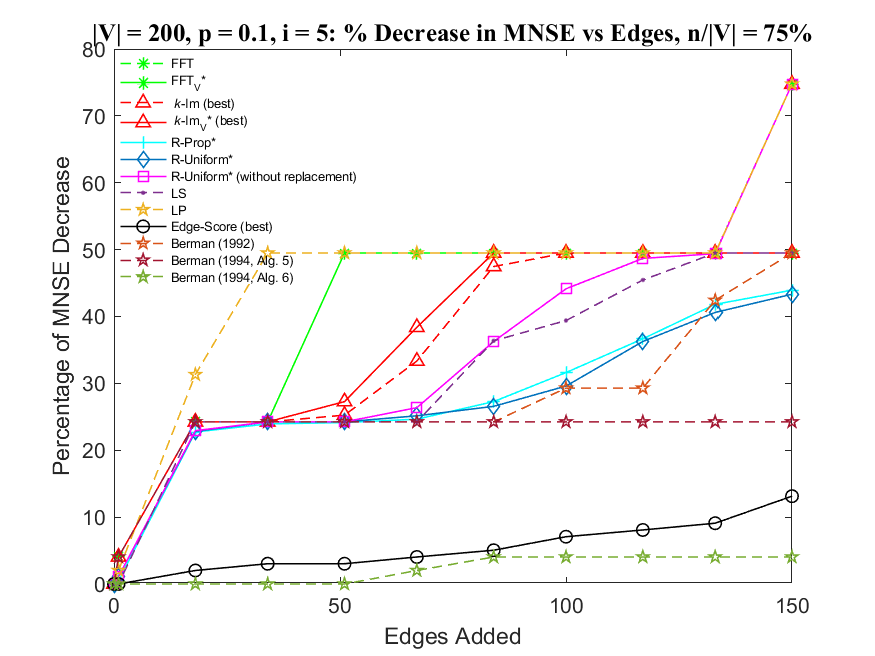 |V| = 200, p = 0.1, i = 5: % Decrease in MNSE vs Edges, n/|V| = 75%
80
70
60
50
40
30
20
10
0
Percentage of MNSE Decrease
FFT
FFT_V*
k-Im (best)
k-Im_V* (best)
R-Prop*
R-Uniform*
R-Uniform* (without replacement)
LS
LP
Edge-Score (best)
Berman (1992)
Berman (1994, Alg. 5)
Berman (1994, Alg. 6)
0 50 100 150
Edges Added